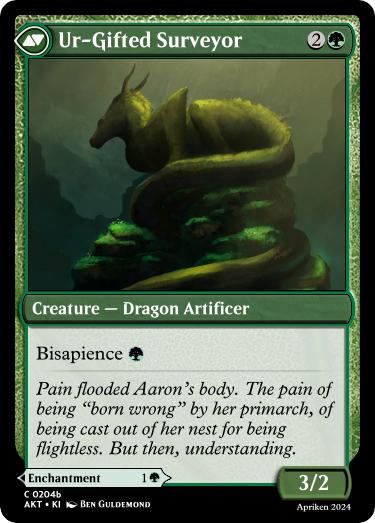 Ur-Gifted Surveyor 2
Creature — Dragon Artificer
Bisapience
Pain flooded Aaron's body. The pain of
being “born wrong” by her primarch, of
being cast out of her nest for being
flightless. But then, understanding.
Enchantment 1
3/2
C 0204b
AKT • KI Ben Guldemond
Apriken 2024